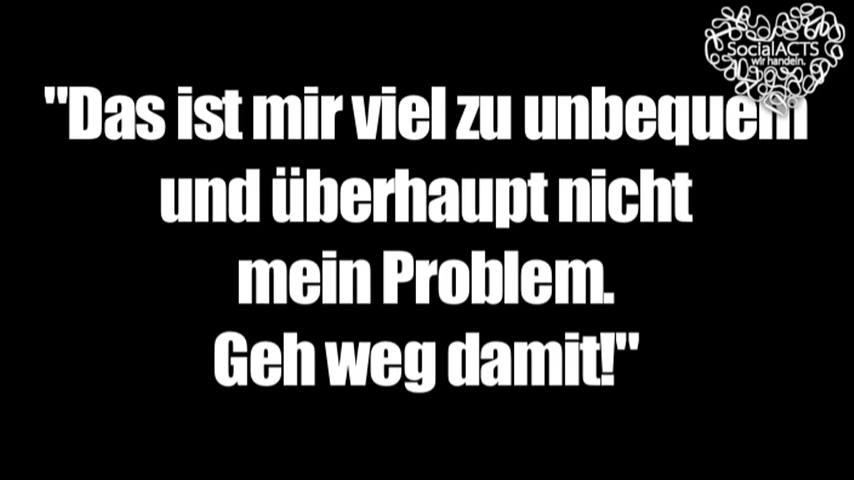 SocialACTS
wir handeln.
"Das ist mir viel zu unbequem
und überhaupt nicht
mein Problem.
Geh weg damit!"